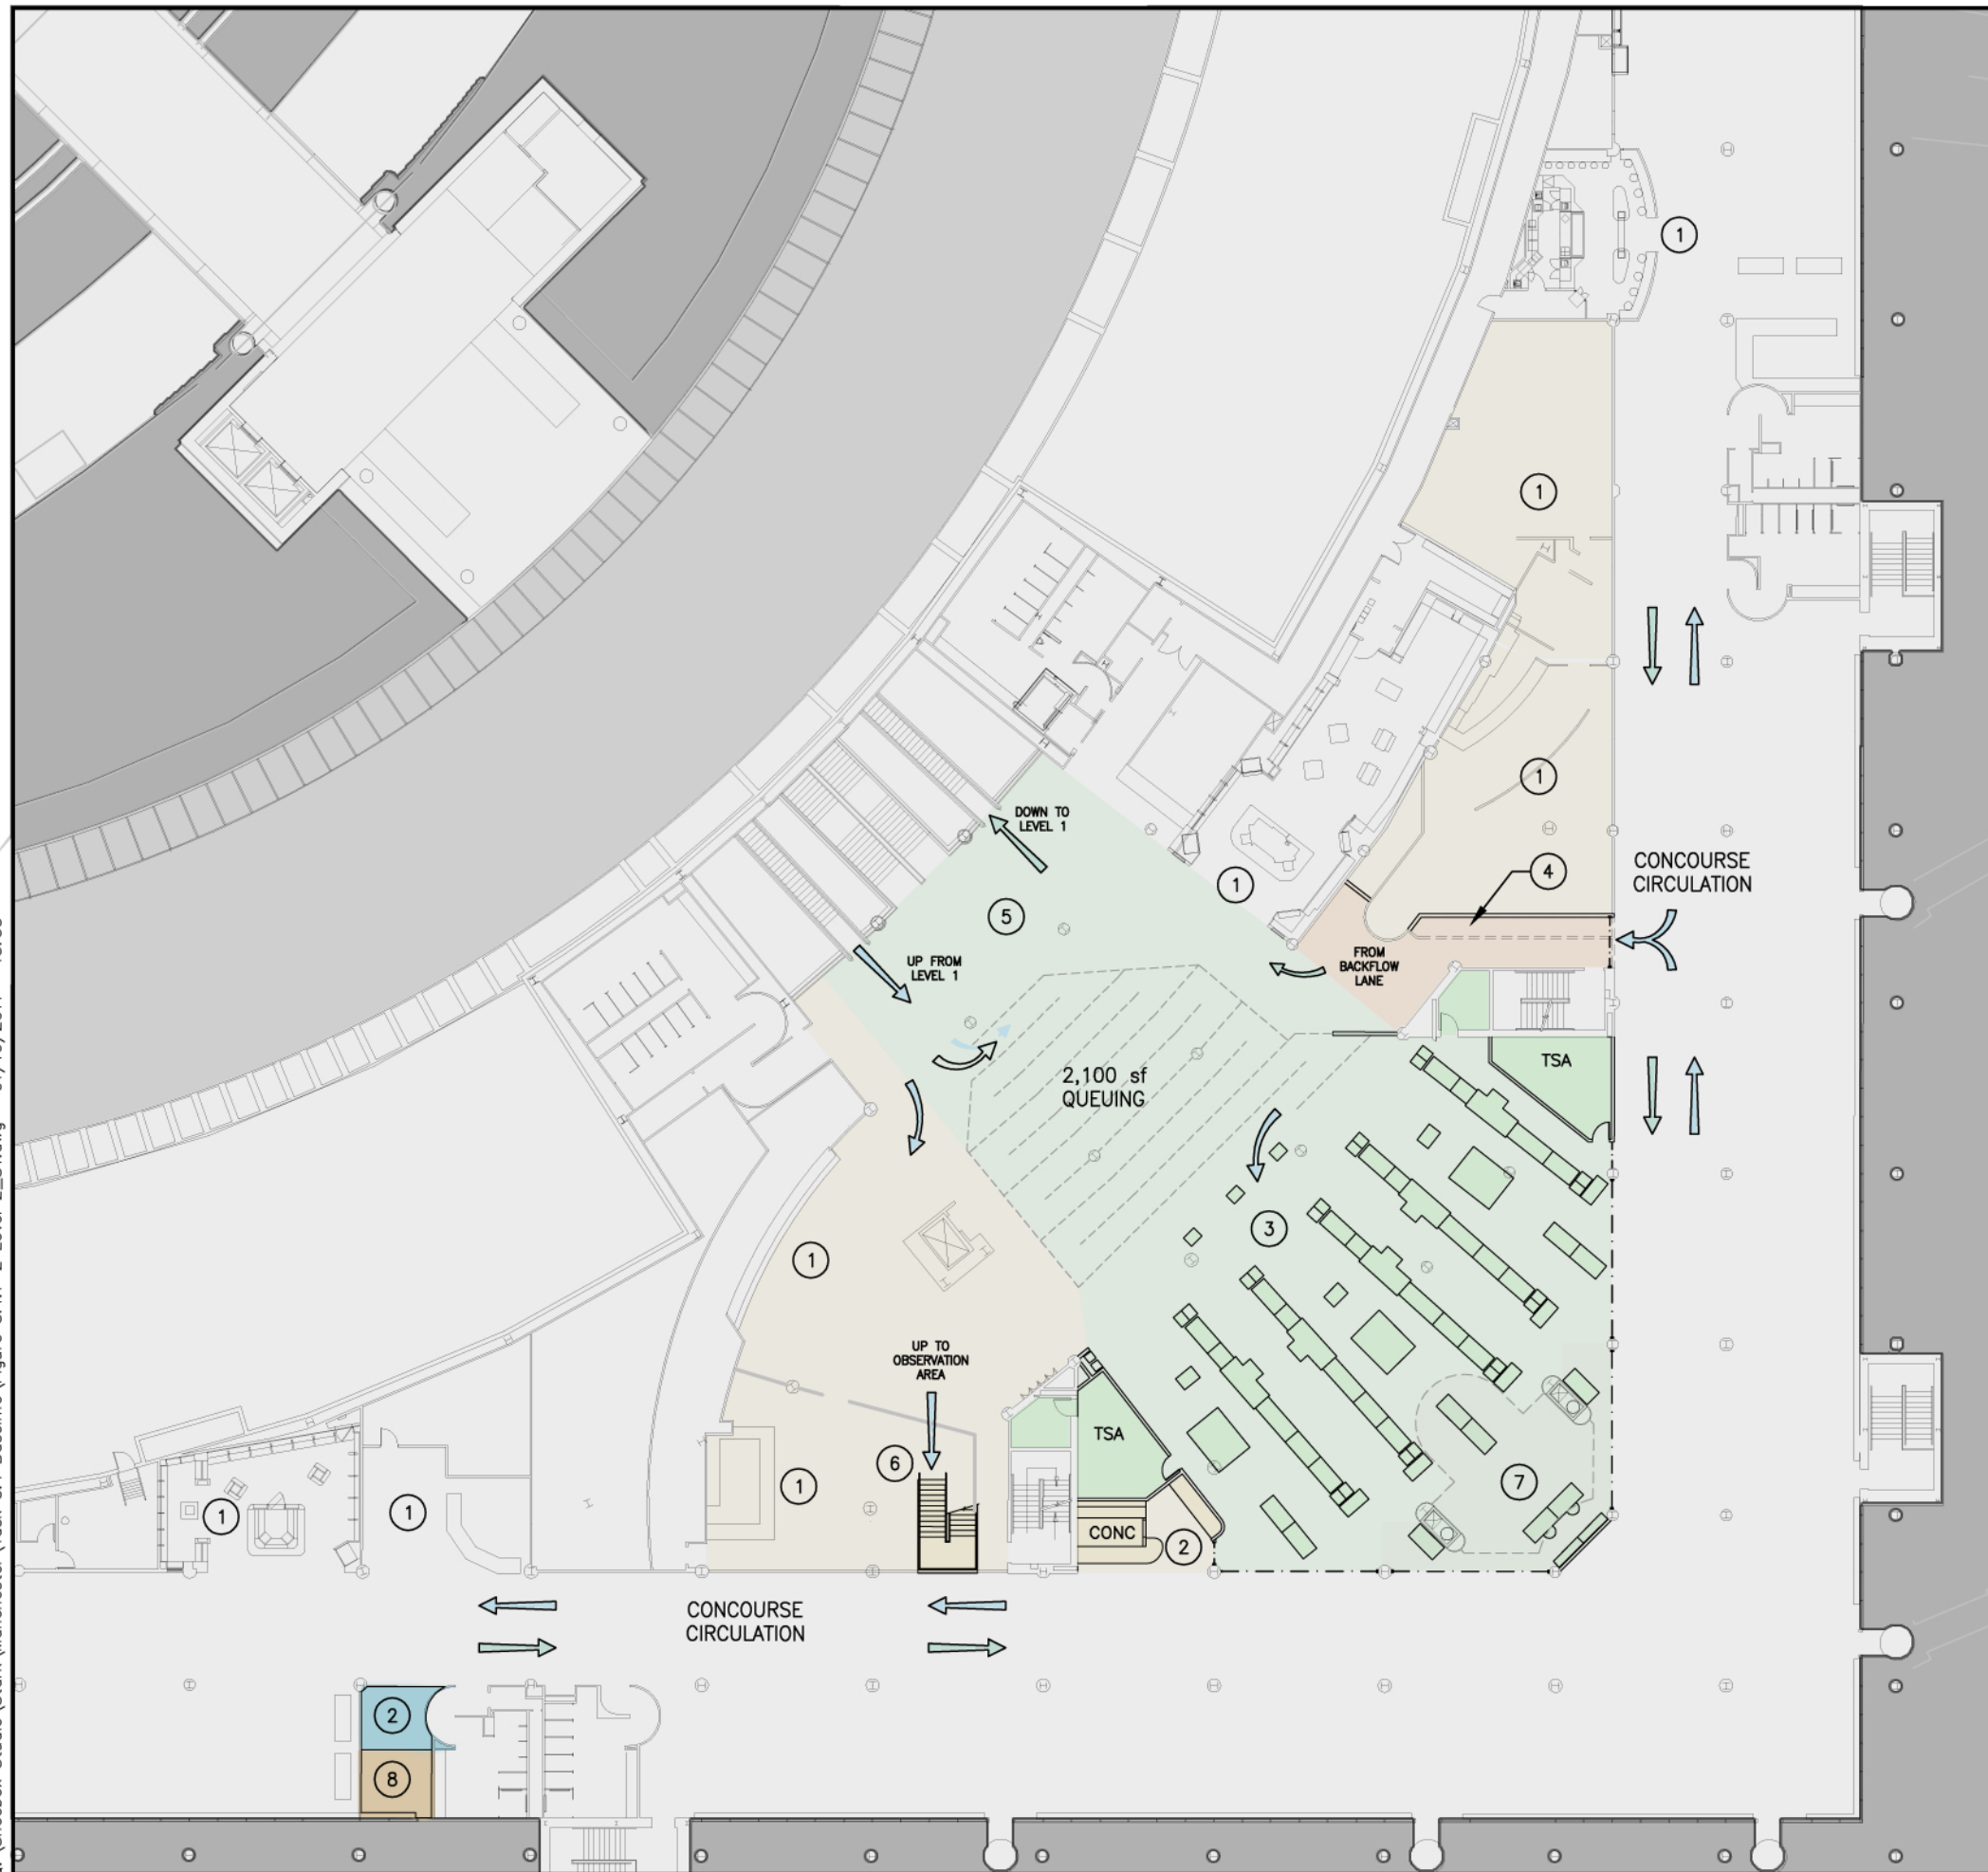 1
1
1
DOWN TO
LEVEL 1
CONCOURSE
CIRCULATION
4
1
5
FROM
BACKFLOW
LANE
UP FROM
LEVEL 1
2,100 sf
QUEUING
TSA
3
1
UP TO
OBSERVATION
AREA
TSA
6
1
7
1
1
CONC
2
CONCOURSE
CIRCULATION
2
8